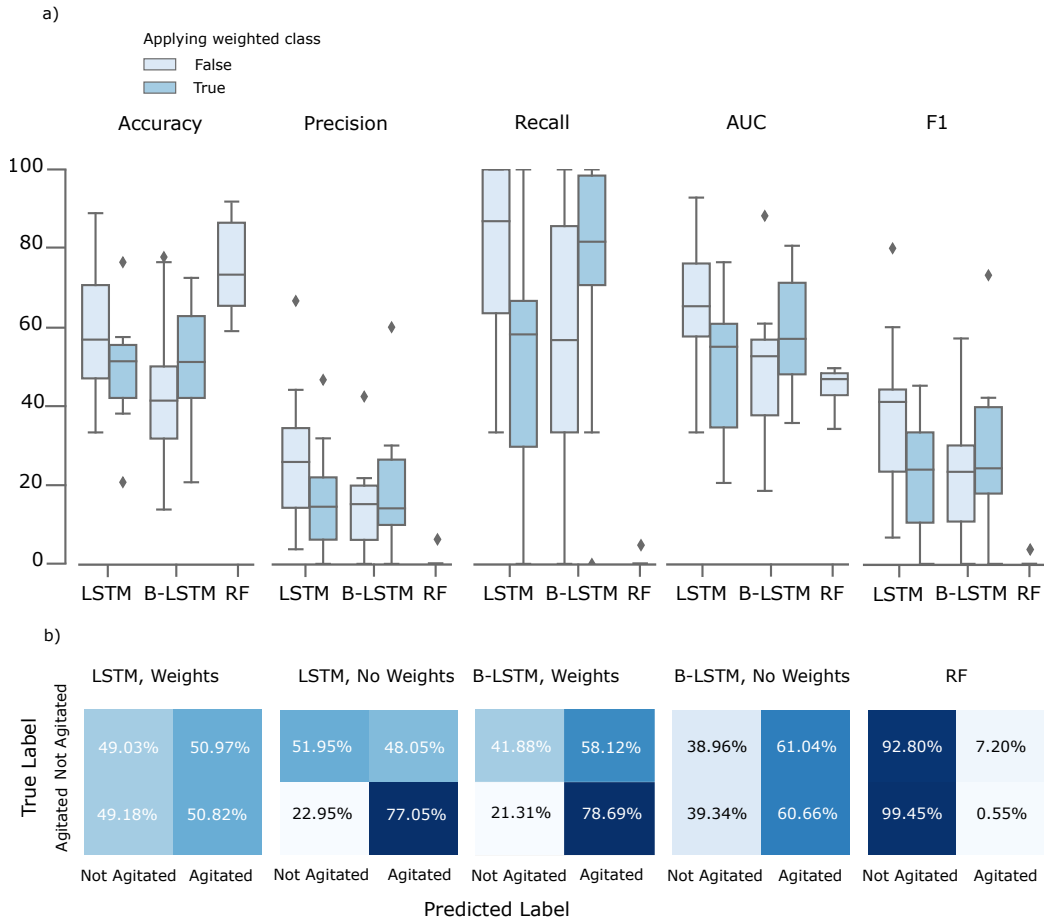 a)
Applying weighted class
False
True
Accuracy Precision Recall AUC F1
100
80
60
40
20
0
LSTM B-LSTM RF LSTM B-LSTM RF LSTM B-LSTM RF LSTM B-LSTM RF LSTM B-LSTM RF
b)
LSTM, Weights LSTM, No Weights B-LSTM, Weights B-LSTM, No Weights RF
True Label
Agitated Not Agitated
49.03% 50.97% 51.95% 48.05% 41.88% 58.12% 38.96% 61.04% 92.80% 7.20%
49.18% 50.82% 22.95% 77.05% 21.31% 78.69% 39.34% 60.66% 99.45% 0.55%
Not Agitated Agitated Not Agitated Agitated Not Agitated Agitated Not Agitated Agitated Not Agitated Agitated
Predicted Label